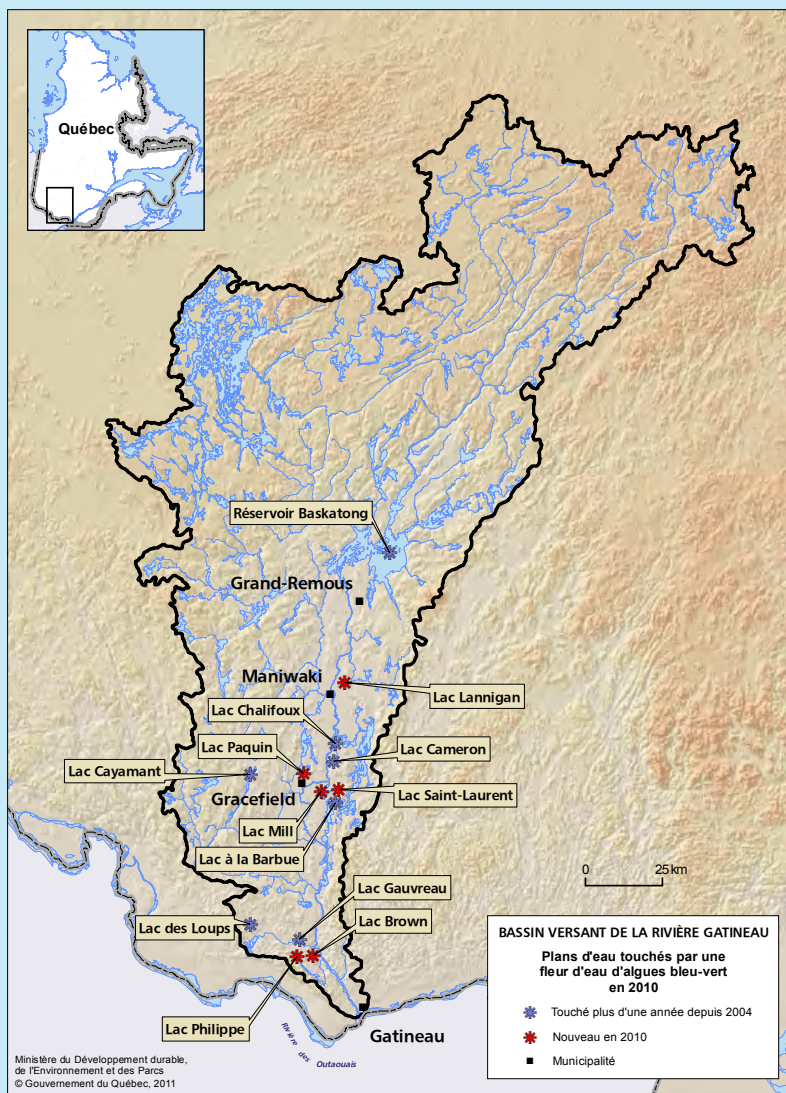 Québec
Réservoir Baskatong
Grand-Remous
Maniwaki
Lac Lannigan
Lac Chalifoux
Lac Paquin
Lac Cameron
Lac Cayamant
Gracefield
Lac Saint-Laurent
Lac Mill
Lac à la Barbue
0 25 km
Lac Gauvreau
Lac des Loups
Lac Brown
Lac Philippe
Gatineau
Rivière des Outaouais
BASSIN VERSANT DE LA RIVIÈRE GATINEAU
Plans d'eau touchés par une
fleur d'eau d'algues bleu-vert
en 2010
Touché plus d'une année depuis 2004
Nouveau en 2010
Municipalité
Ministère du Développement durable,
de l'Environnement et des Parcs
© Gouvernement du Québec, 2011